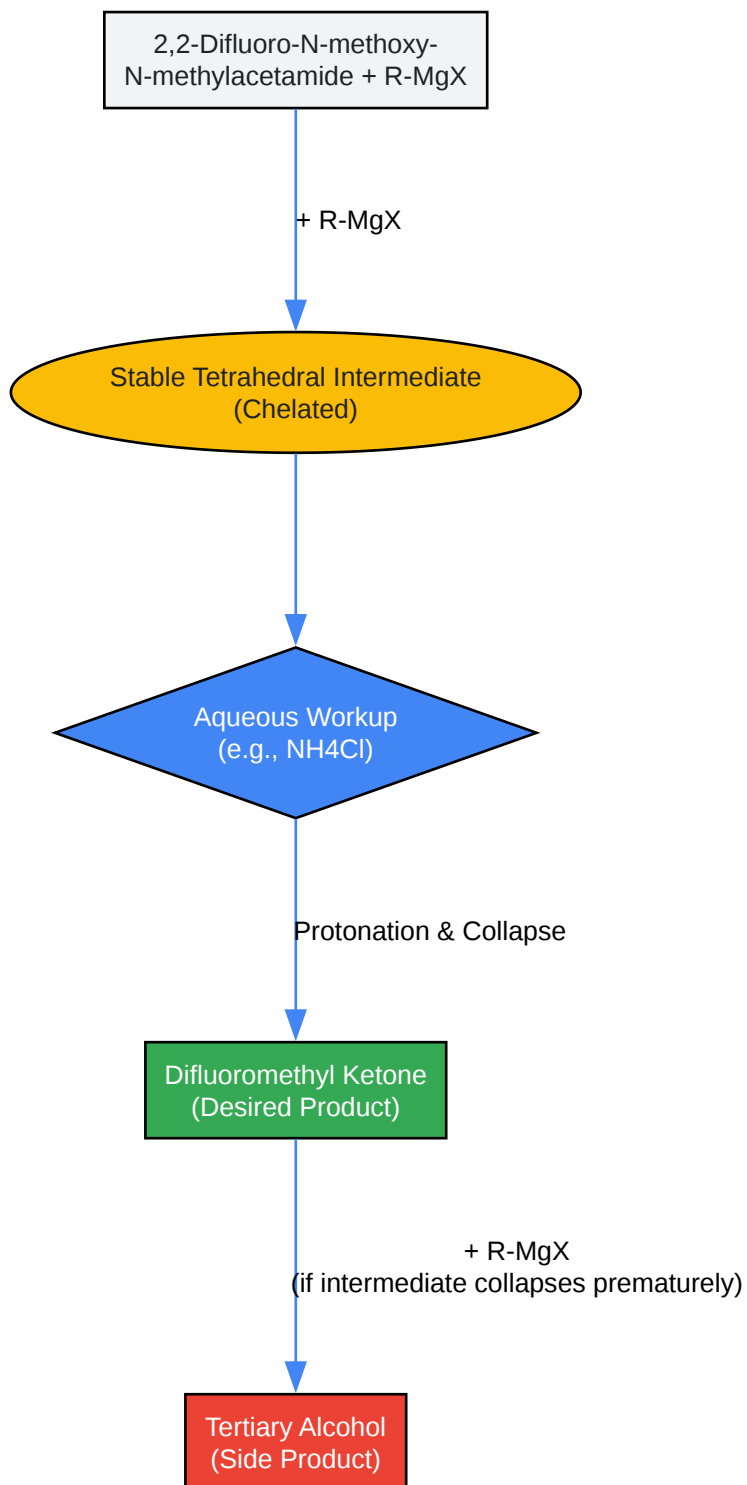 2,2-Difluoro-N-methoxy-
N-methylacetamide + R-MgX
+ R-MgX
Stable Tetrahedral Intermediate
(Chelated)
Aqueous Workup
(e.g., NH4Cl)
Protonation & Collapse
Difluoromethyl Ketone
(Desired Product)
+ R-MgX
(if intermediate collapses prematurely)
Tertiary Alcohol
(Side Product)